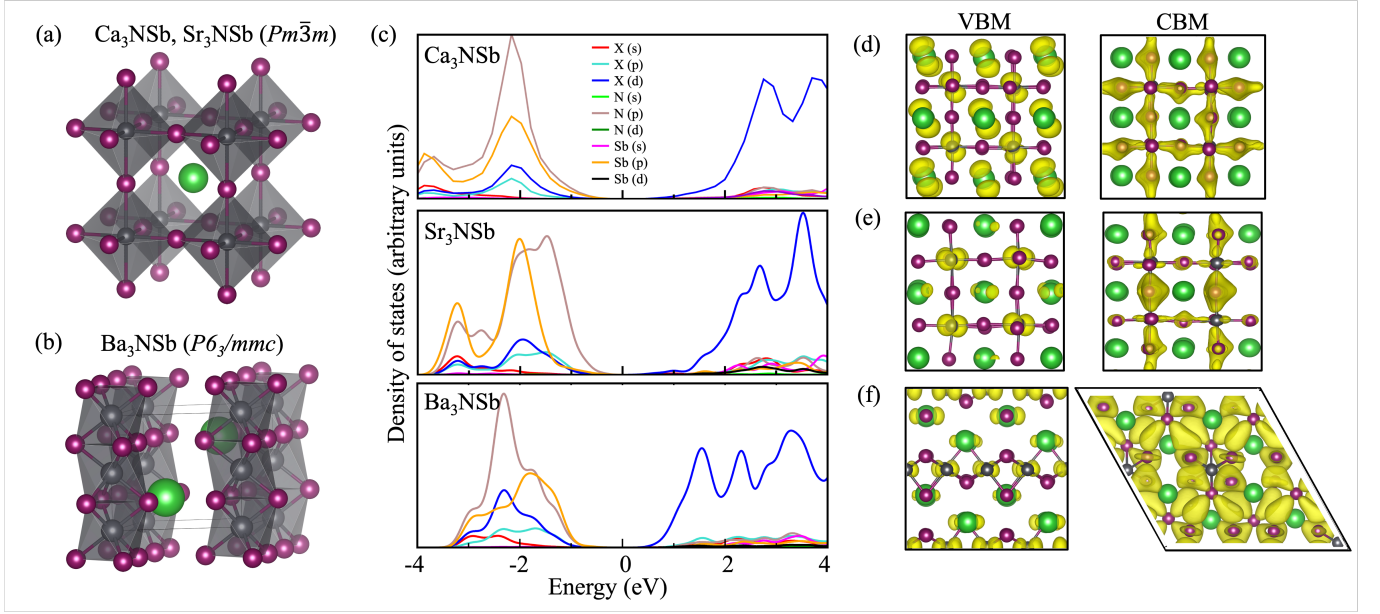 (a) Ca₃NSb, Sr₃NSb (Pm3̅m)
(b) Ba₃NSb (P6₃/mmc)
(c)
Density of states (arbitrary units)
Ca₃NSb
X (s)
X (p)
X (d)
N (s)
N (p)
N (d)
Sb (s)
Sb (p)
Sb (d)
Sr₃NSb
Ba₃NSb
-4 -2 0 2 4
Energy (eV)
VBM CBM
(d)
(e)
(f)